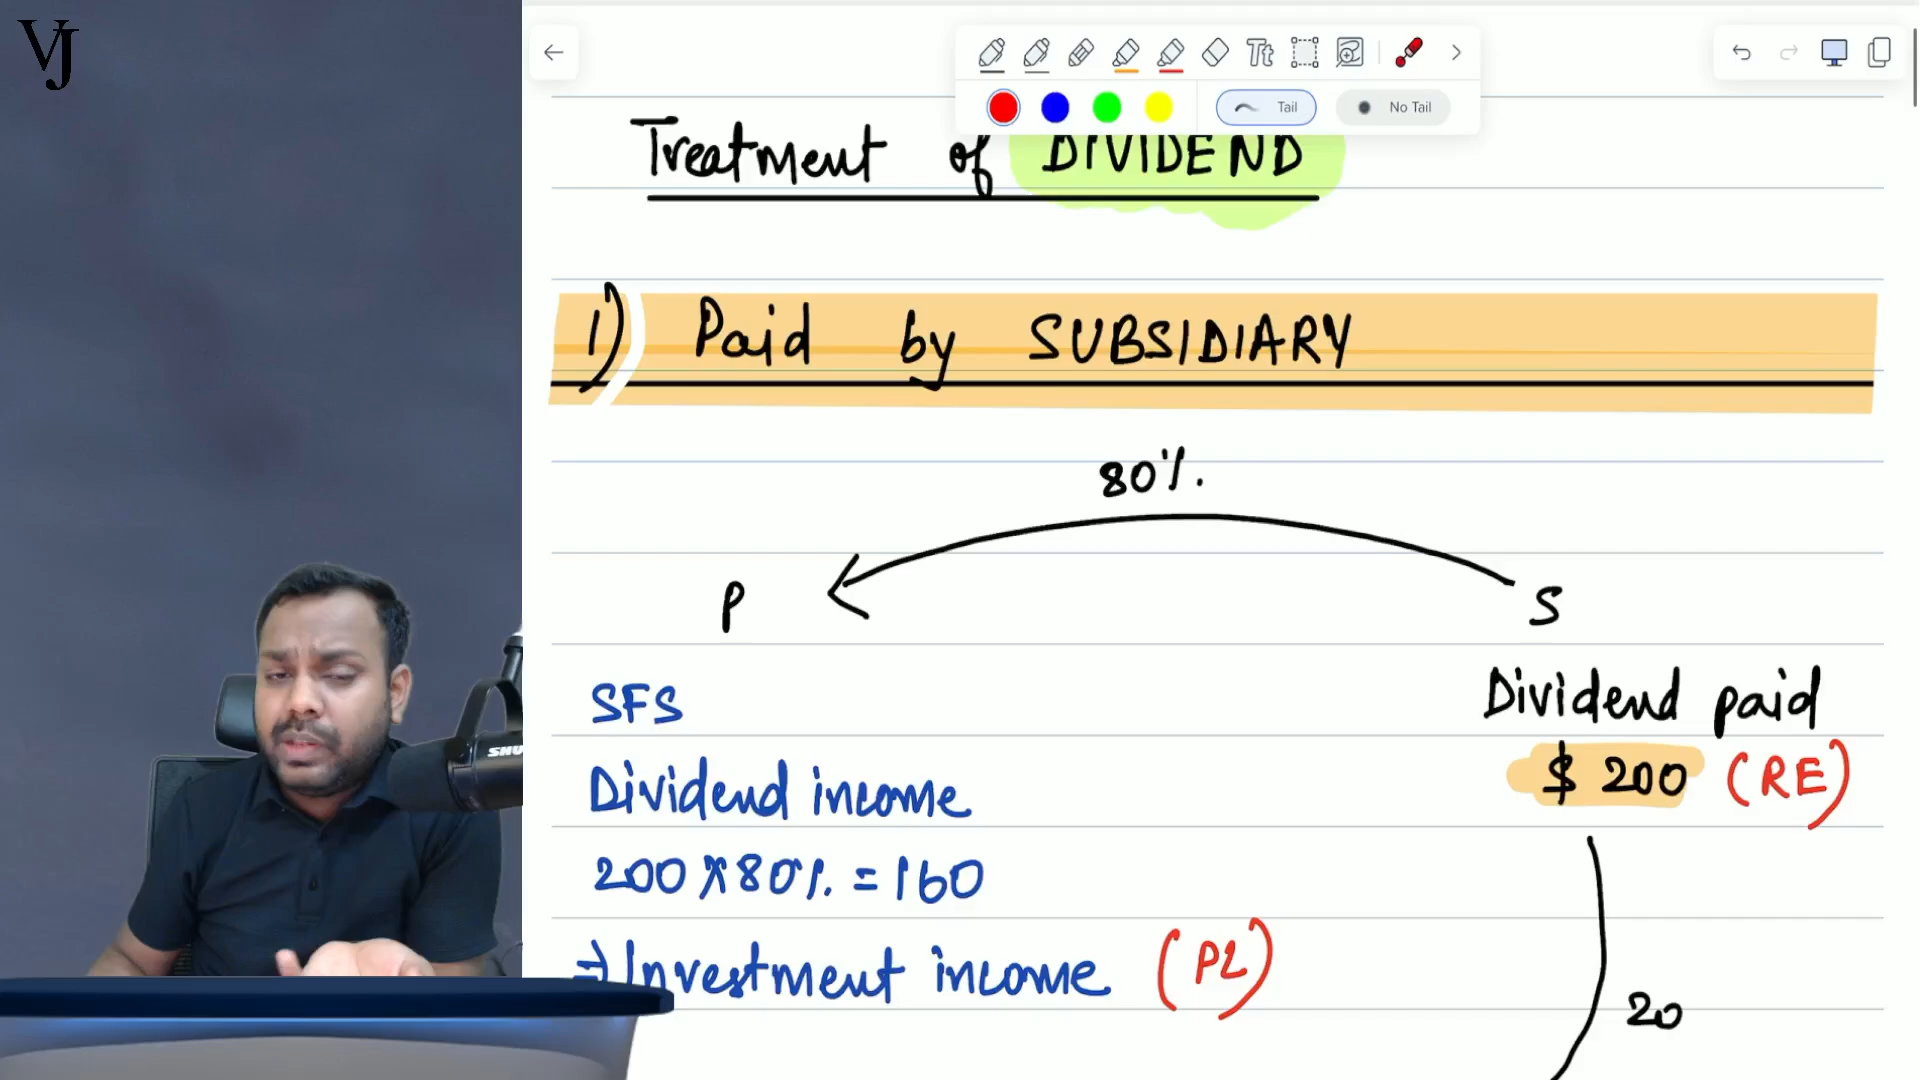 VJ
Tail
No Tail
Treatment of DIVIDEND
1) Paid by SUBSIDIARY
80%.
P
S
SFS
Dividend paid
$ 200 (RE)
Dividend income
200 x 80%. = 160
⇒ Investment income (PL)
20
SHU
Tt